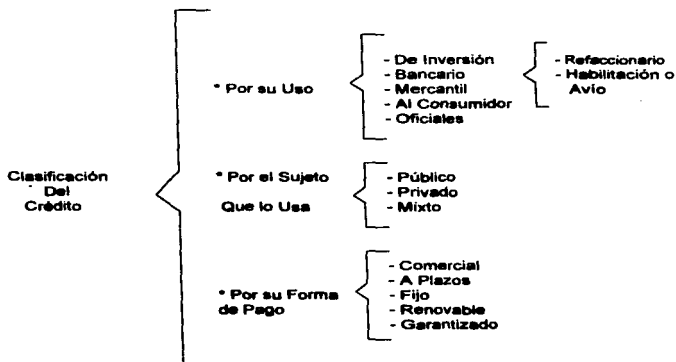 Clasificación
Del
Crédito
* Por su Uso
- De Inversión
- Bancario
- Mercantil
- Al Consumidor
- Oficiales
- Refaccionario
- Habilitación o
Avío
* Por el Sujeto
Que lo Usa
- Público
- Privado
- Mixto
* Por su Forma
de Pago
- Comercial
- A Plazos
- Fijo
- Renovable
- Garantizado